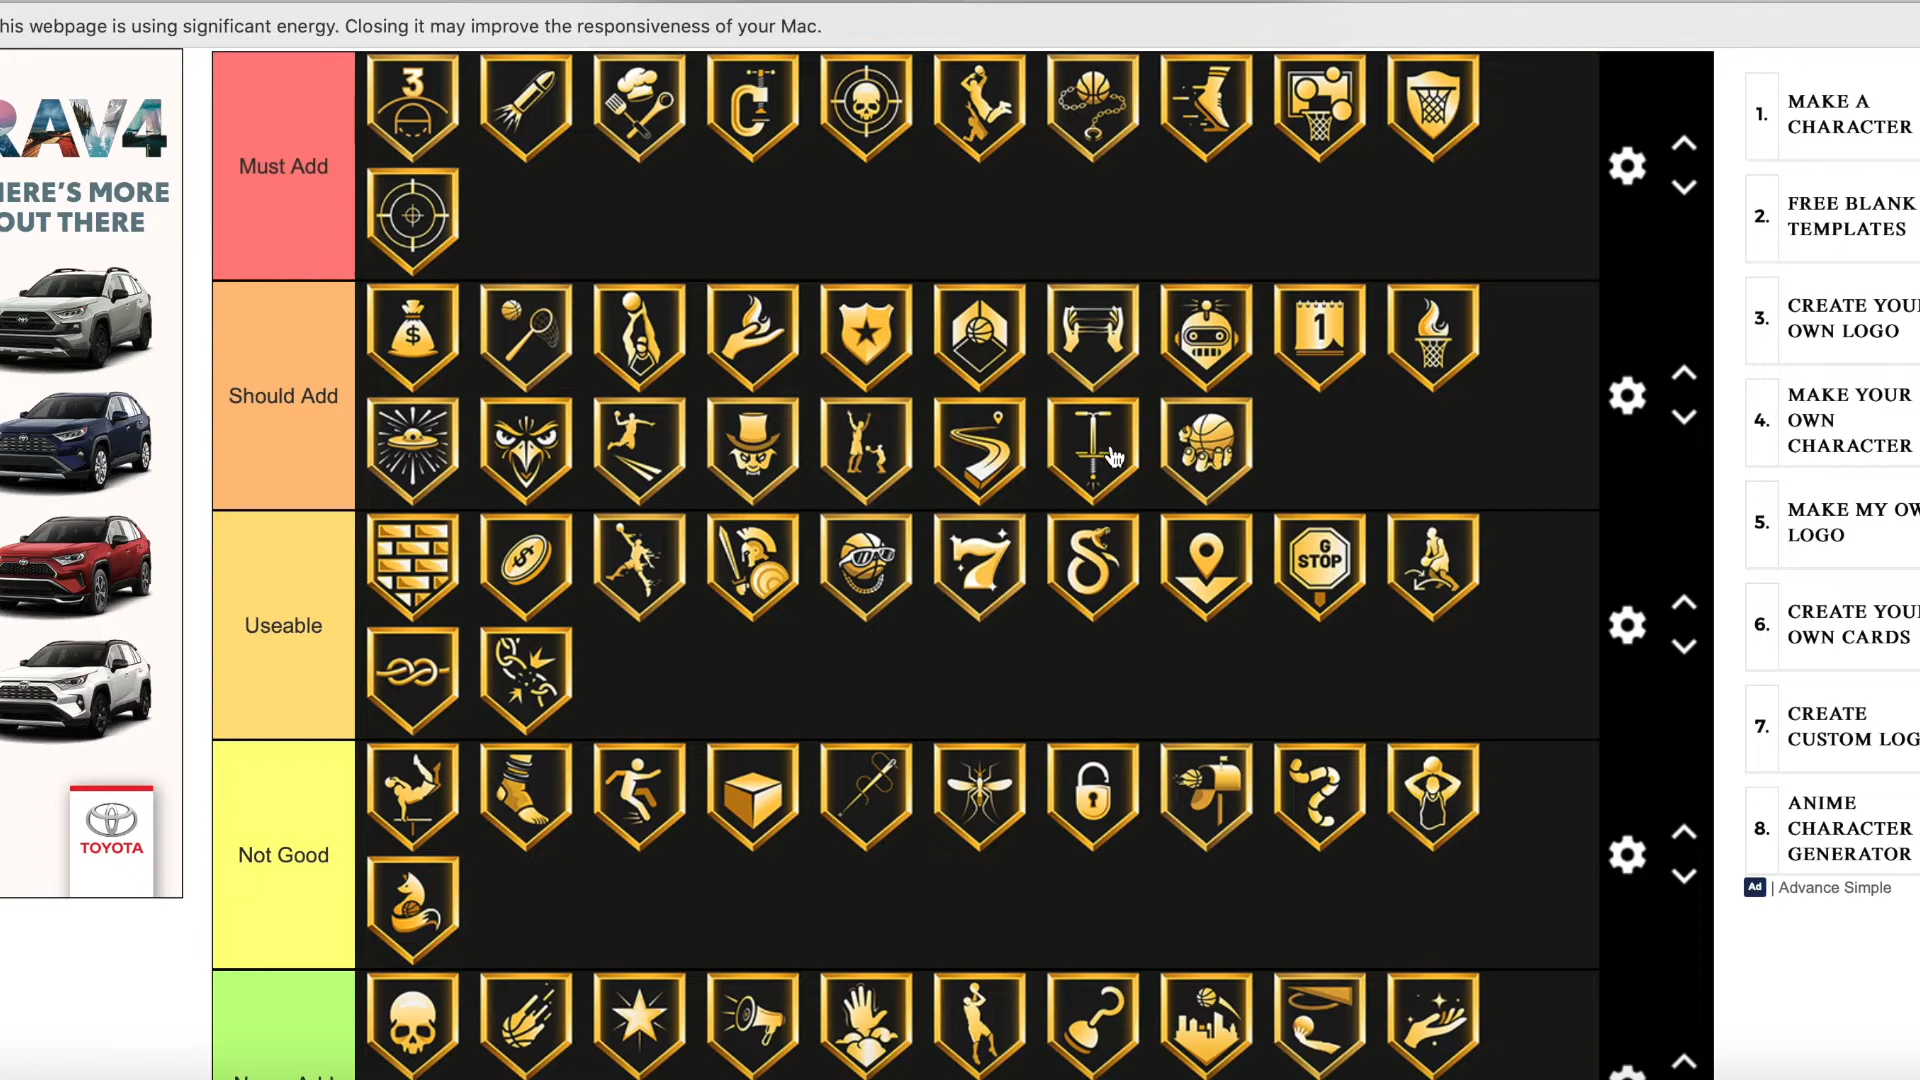 his webpage is using significant energy. Closing it may improve the responsiveness of your Mac.
RAV4
HERE'S MORE
OUT THERE
TOYOTA
Must Add
3
Should Add
$
1
Useable
$
7
G
STOP
Not Good
1. MAKE A
CHARACTER
2. FREE BLANK
TEMPLATES
3. CREATE YOU
OWN LOGO
4. MAKE YOUR
OWN
CHARACTER
5. MAKE MY OW
LOGO
6. CREATE YOU
OWN CARDS
7. CREATE
CUSTOM LOG
8. ANIME
CHARACTER
GENERATOR
Ad | Advance Simple